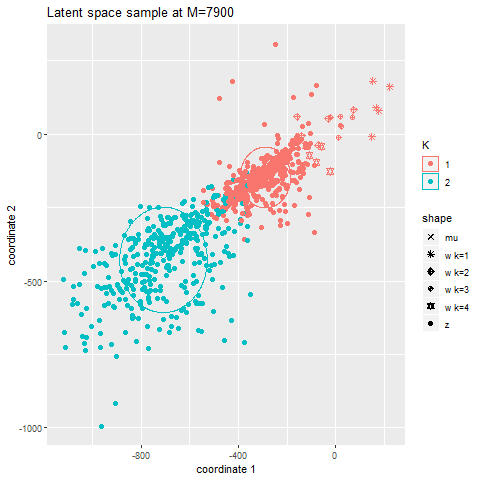 Latent space sample at M=7900
0
-500
-1000
coordinate 2
-800
-400
0
coordinate 1
K
1
2
shape
mu
w k=1
w k=2
w k=3
w k=4
z